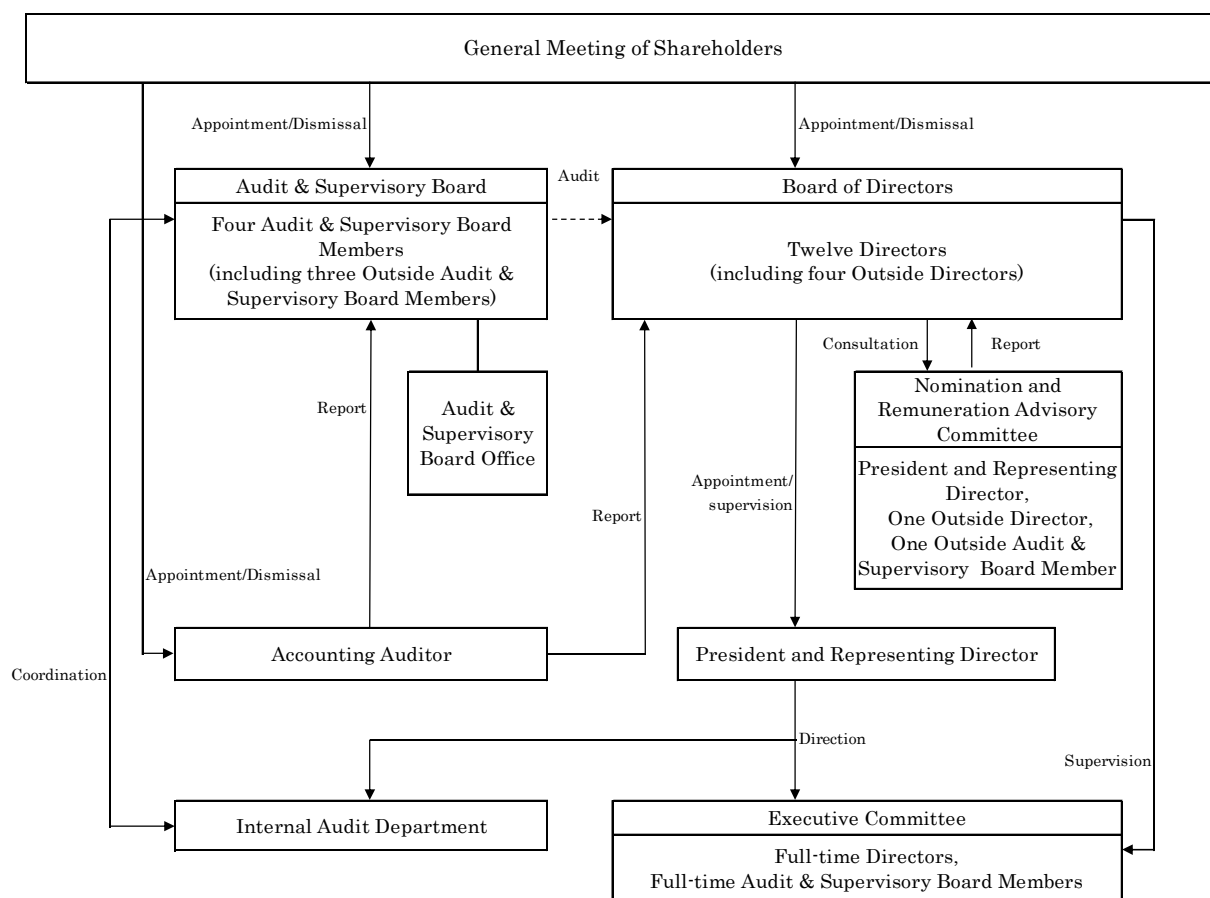 General Meeting of Shareholders
Appointment/Dismissal
Appointment/Dismissal
Audit & Supervisory Board
Audit
Board of Directors
Four Audit & Supervisory Board
Members
(including three Outside Audit &
Supervisory Board Members)
Twelve Directors
(including four Outside Directors)
Consultation
Report
Report
Audit &
Supervisory
Board Office
Nomination and
Remuneration Advisory
Committee
President and Representing
Director,
One Outside Director,
One Outside Audit &
Supervisory Board Member
Appointment/
supervision
Report
Appointment/Dismissal
Accounting Auditor
President and Representing Director
Coordination
Direction
Supervision
Internal Audit Department
Executive Committee
Full-time Directors,
Full-time Audit & Supervisory Board Members